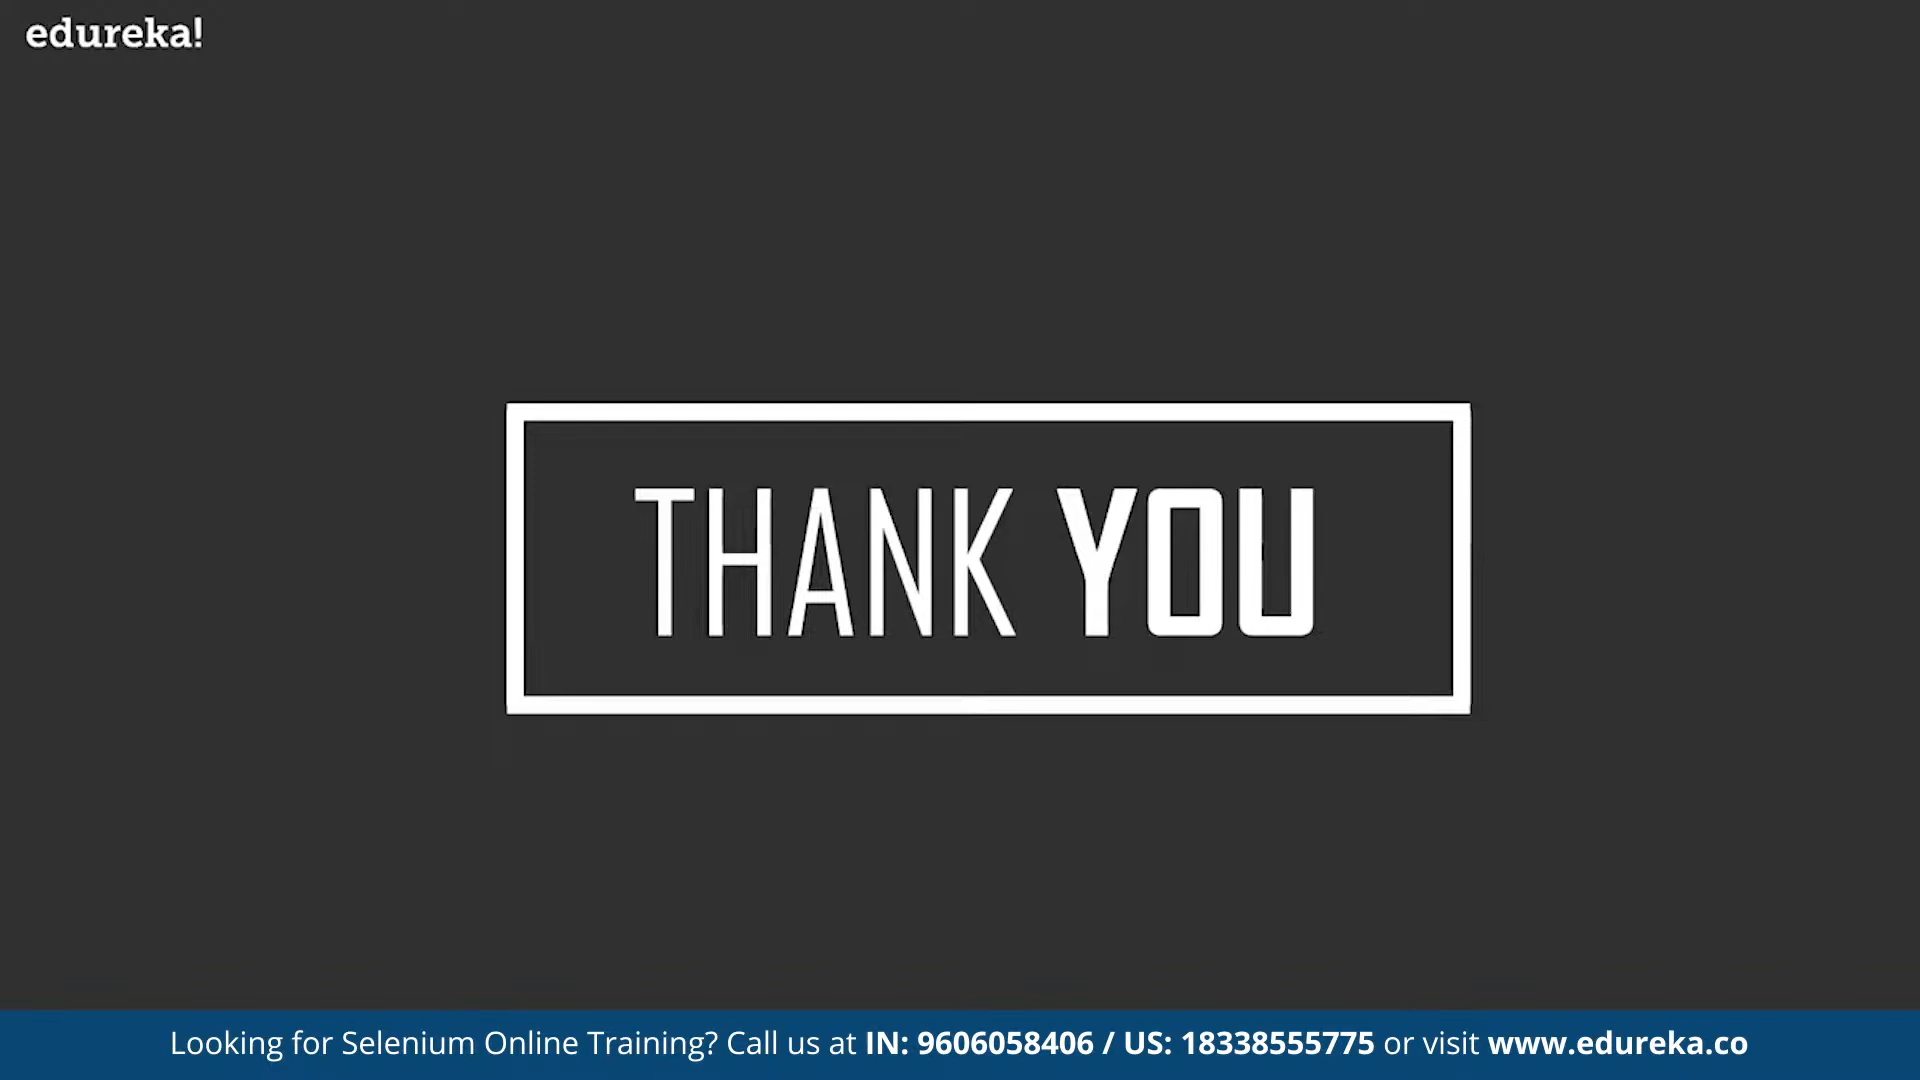 edureka!
THANK YOU
Looking for Selenium Online Training? Call us at IN: 9606058406 / US: 18338555775 or visit www.edureka.co